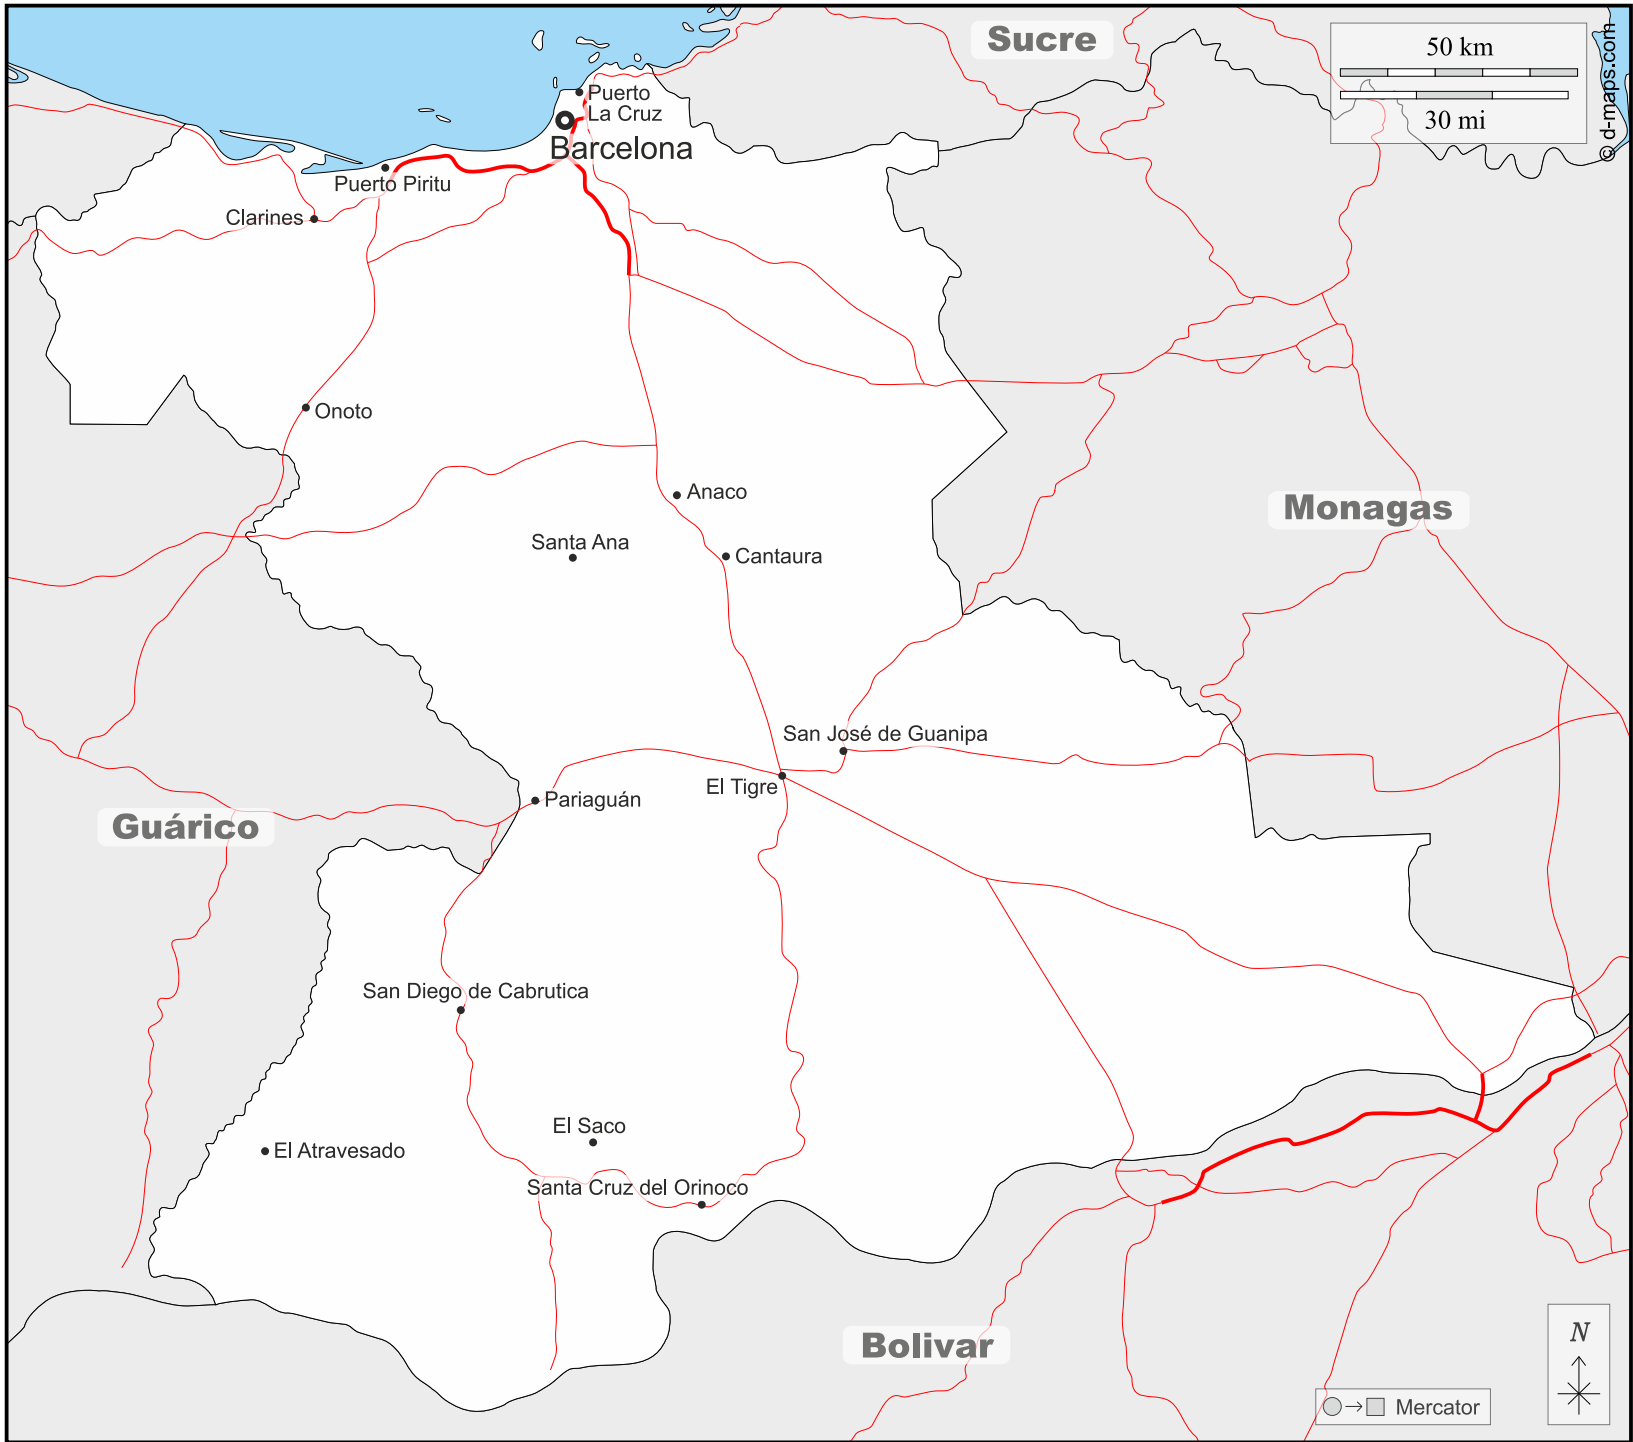 Sucre
50 km
30 mi
© d-maps.com
Puerto
La Cruz
Barcelona
Puerto Piritu
Clarines
Onoto
Anaco
Monagas
Santa Ana
Cantaura
San José de Guanipa
El Tigre
Pariaguán
Guárico
San Diego de Cabrutica
El Saco
El Atravesado
Santa Cruz del Orinoco
Bolivar
N
Mercator